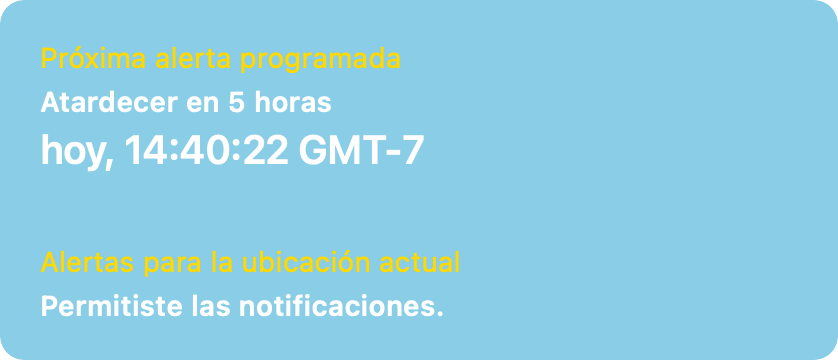 Próxima alerta programada
Atardecer en 5 horas
hoy, 14:40:22 GMT-7
Alertas para la ubicación actual
Permitiste las notificaciones.